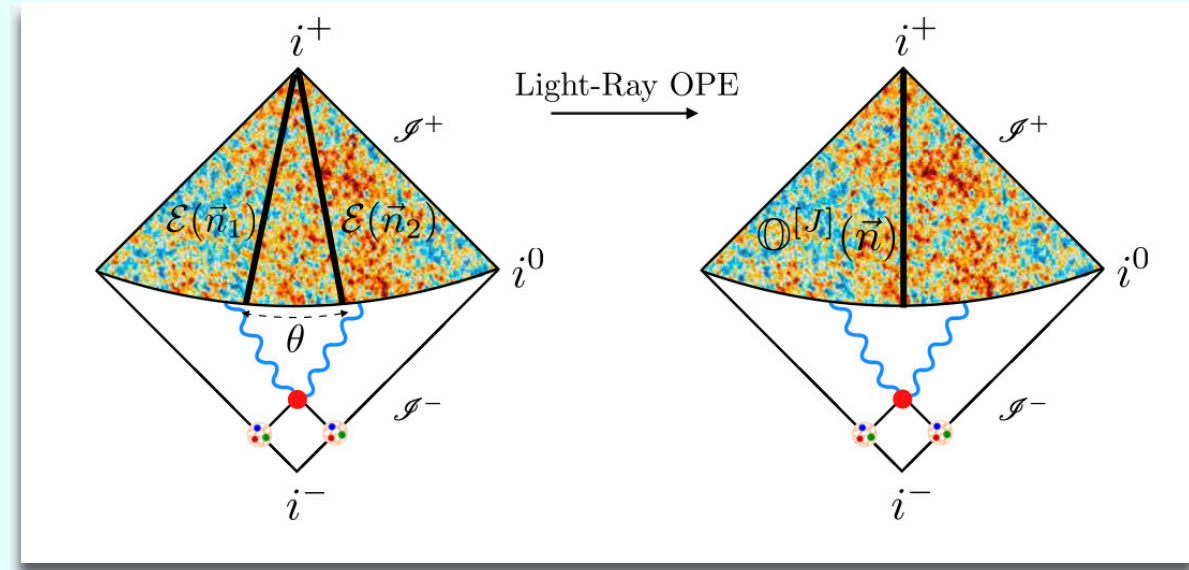 i⁺
ℐ⁺
ℰ(n⃗₁) ℰ(n⃗₂)
i⁰
θ
ℐ⁻
i⁻
Light-Ray OPE
i⁺
ℐ⁺
𝕆^[J](n⃗)
i⁰
ℐ⁻
i⁻